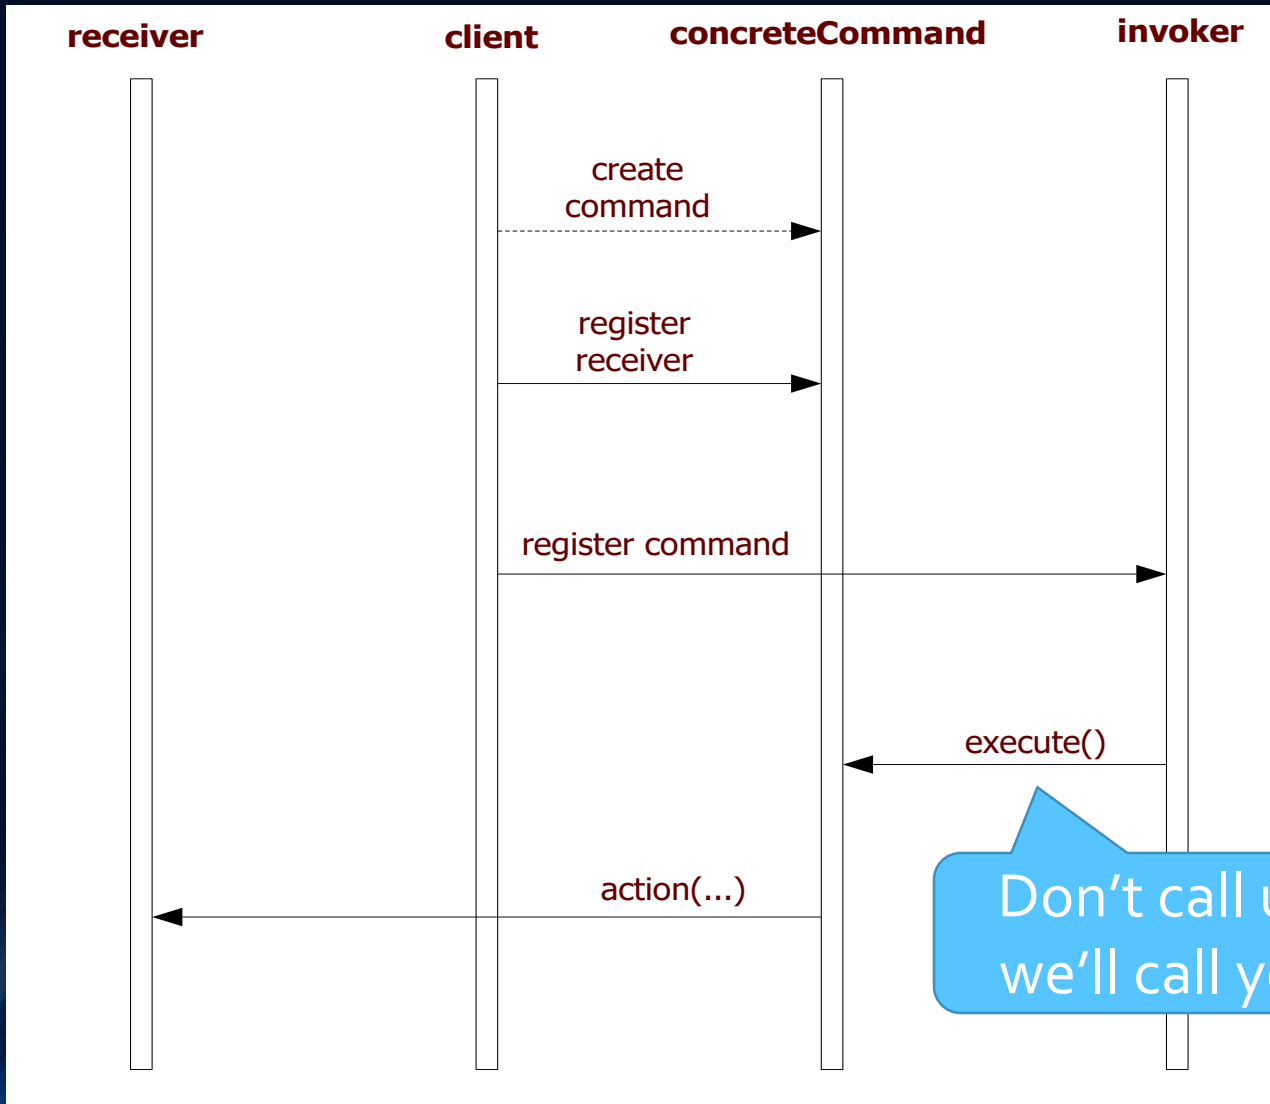 receiver client concreteCommand invoker
create
command
register
receiver
register command
execute()
action(...)
Don't call
we'll call